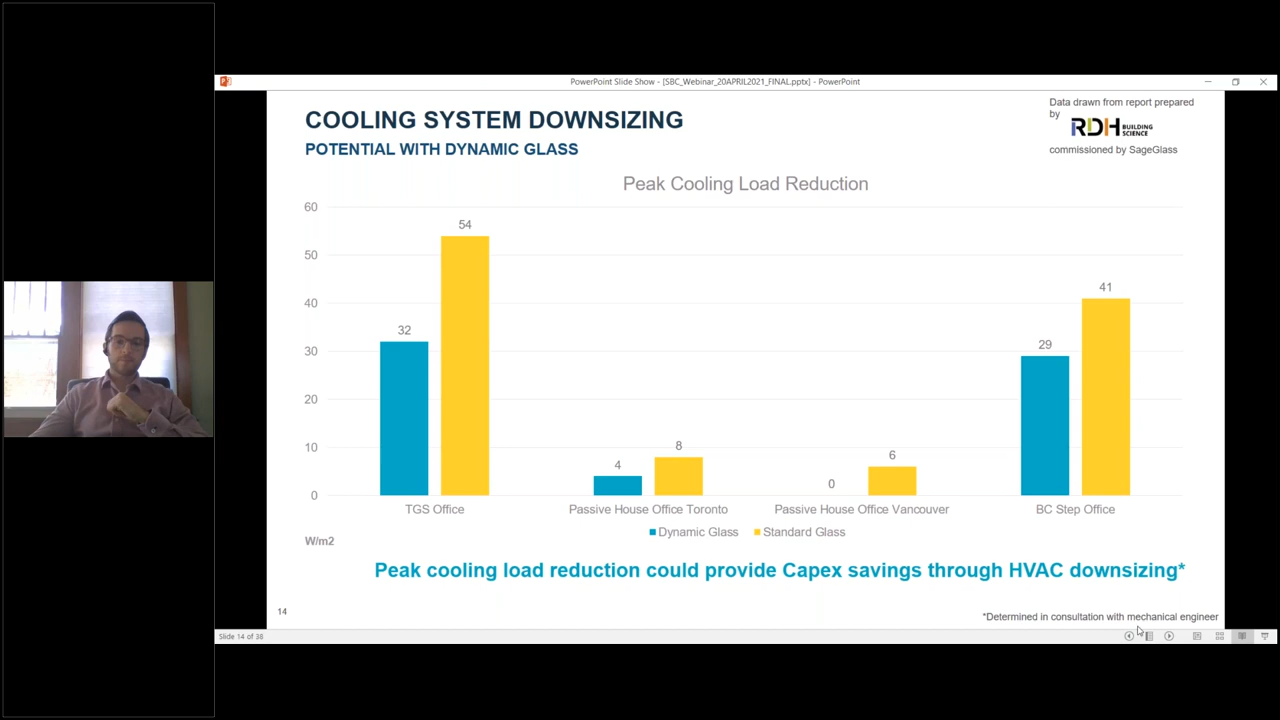 PowerPoint Slide Show - [SBC_Webinar_20APRIL2021_FINAL.pptx] - PowerPoint
COOLING SYSTEM DOWNSIZING
POTENTIAL WITH DYNAMIC GLASS
Data drawn from report prepared
by
RDH BUILDING
SCIENCE
commissioned by SageGlass
Peak Cooling Load Reduction
60
50
40
30
20
10
0
32
54
4
8
0
6
29
41
TGS Office
Passive House Office Toronto
Passive House Office Vancouver
BC Step Office
W/m2
Dynamic Glass
Standard Glass
Peak cooling load reduction could provide Capex savings through HVAC downsizing*
14
*Determined in consultation with mechanical engineer
Slide 14 of 38